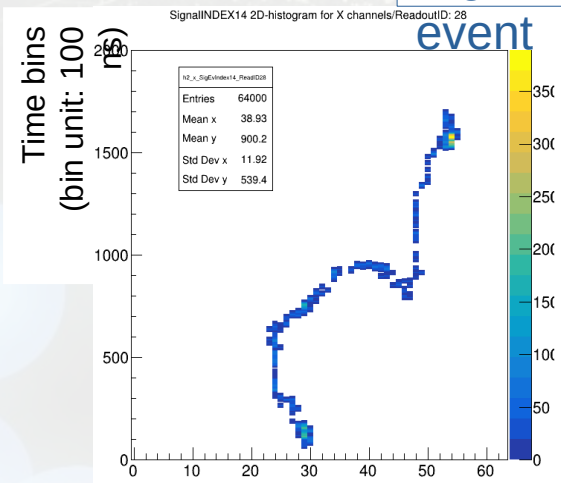 event
SignalINDEX14 2D-histogram for X channels/ReadoutID: 28
Time bins
(bin unit: 100
ns)
h2_x_SigEvIndex14_ReadID28
Entries 64000
Mean x 38.93
Mean y 900.2
Std Dev x 11.92
Std Dev y 539.4
2000
1500
1000
500
0
0 10 20 30 40 50 60
350
300
250
200
150
100
50
0